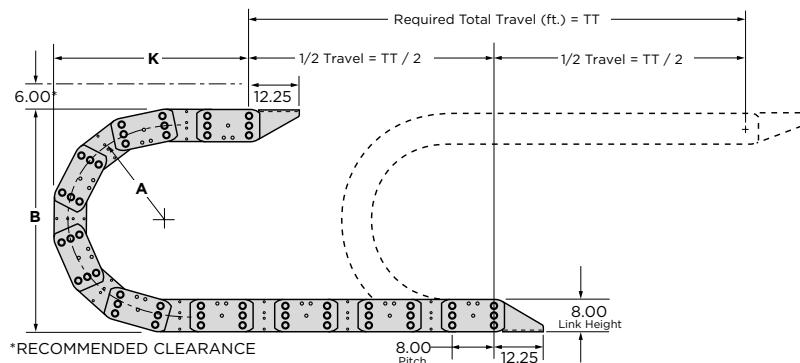 Required Total Travel (ft.) = TT
K
1/2 Travel = TT / 2
1/2 Travel = TT / 2
6.00*
12.25
A
B
8.00
Link Height
*RECOMMENDED CLEARANCE
8.00
Pitch
12.25